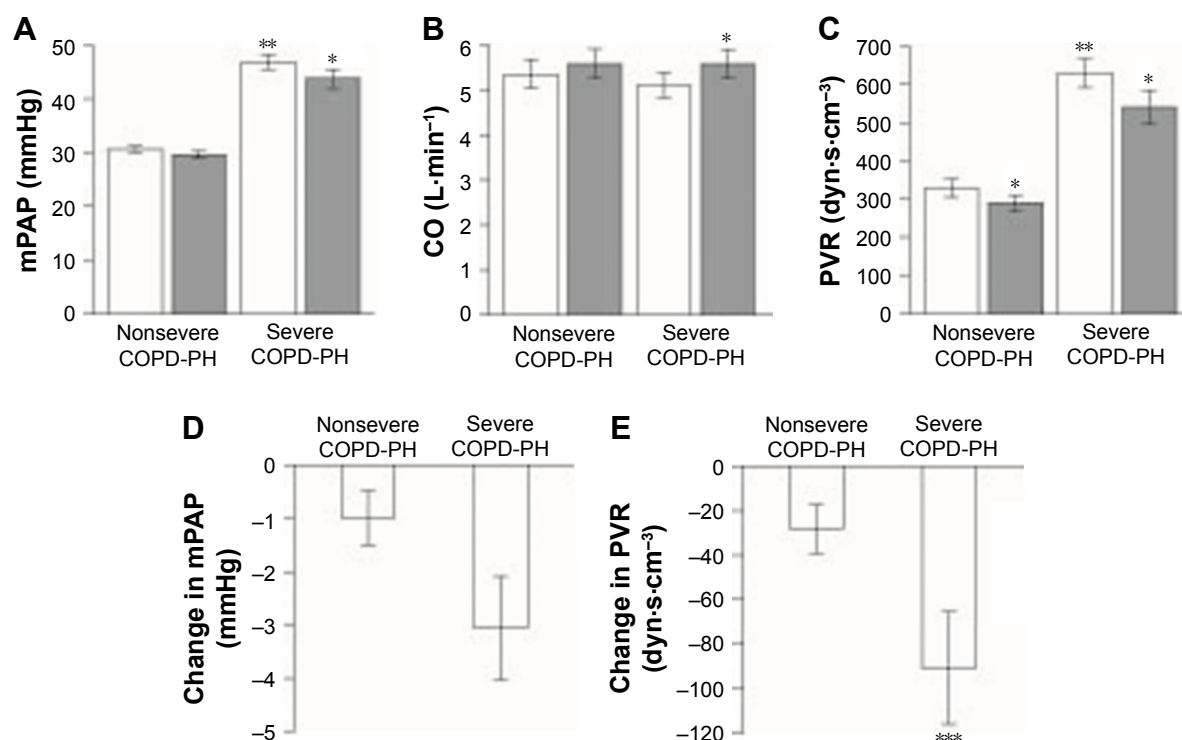 A
mPAP (mmHg)
50
40
30
20
10
0
**
*
Nonsevere
COPD-PH
Severe
COPD-PH
B
CO (L·min⁻¹)
6
5
4
3
2
1
0
*
Nonsevere
COPD-PH
Severe
COPD-PH
C
PVR (dyn·s·cm⁻³)
700
600
500
400
300
200
100
0
*
**
*
Nonsevere
COPD-PH
Severe
COPD-PH
D
Nonsevere
COPD-PH
Severe
COPD-PH
Change in mPAP
(mmHg)
0
–1
–2
–3
–4
–5
E
Nonsevere
COPD-PH
Severe
COPD-PH
Change in PVR
(dyn·s·cm⁻³)
0
–20
–40
–60
–80
–100
–120
***